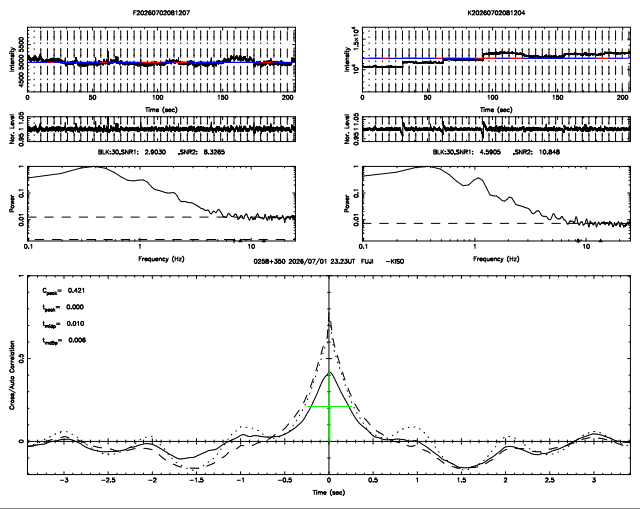 F20260702081207
K20260702081204
Intensity
4500 5000 5500
0 50 100 150 200
Time (sec)
Intensity
10⁴ 1.5×10⁴
0 50 100 150 200
Time (sec)
Nor. Level
0.95 1 1.05
Nor. Level
0.95 1 1.05
BLK:30,SNR1: 2.9030 ,SNR2: 8.3265
BLK:30,SNR1: 4.5905 ,SNR2: 10.848
Power
1
0.1
0.01
0.1 1 10
Frequency (Hz)
Power
1
0.1
0.01
0.1 1 10
Frequency (Hz)
0258+350 2026/07/01 23.23UT FUJI -KISO
Cross/Auto Correlation
1
0.5
0
C_peak= 0.421
t_peak= 0.000
t_midp= 0.010
t_mdbp= 0.006
-3 -2.5 -2 -1.5 -1 -0.5 0 0.5 1 1.5 2 2.5 3
Time (sec)